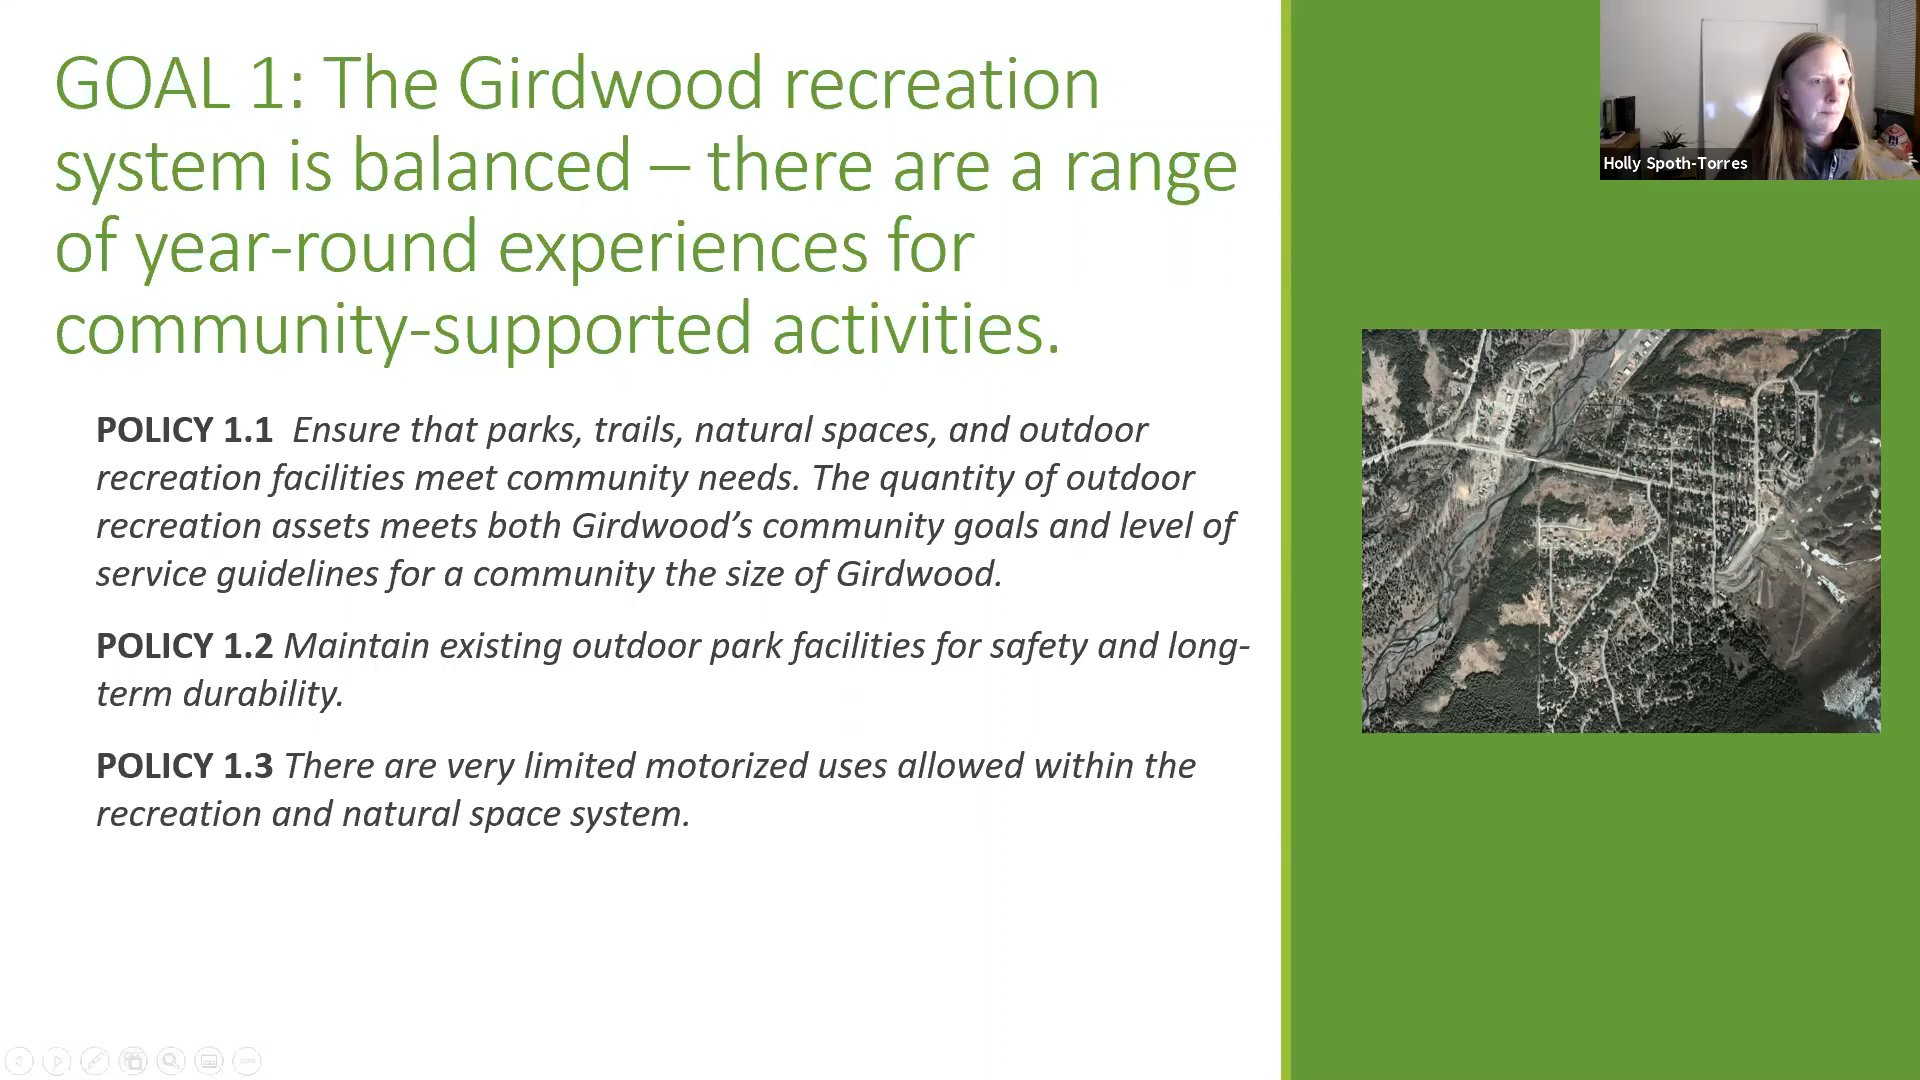 GOAL 1: The Girdwood recreation
system is balanced – there are a range
of year-round experiences for
community-supported activities.
POLICY 1.1 Ensure that parks, trails, natural spaces, and outdoor
recreation facilities meet community needs. The quantity of outdoor
recreation assets meets both Girdwood’s community goals and level of
service guidelines for a community the size of Girdwood.
POLICY 1.2 Maintain existing outdoor park facilities for safety and long-
term durability.
POLICY 1.3 There are very limited motorized uses allowed within the
recreation and natural space system.
Holly Spoth-Torres